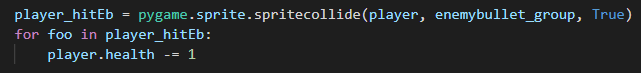 player_hitEb = pygame.sprite.spritecollide(player, enemybullet_group, True)
for foo in player_hitEb:
    player.health -= 1